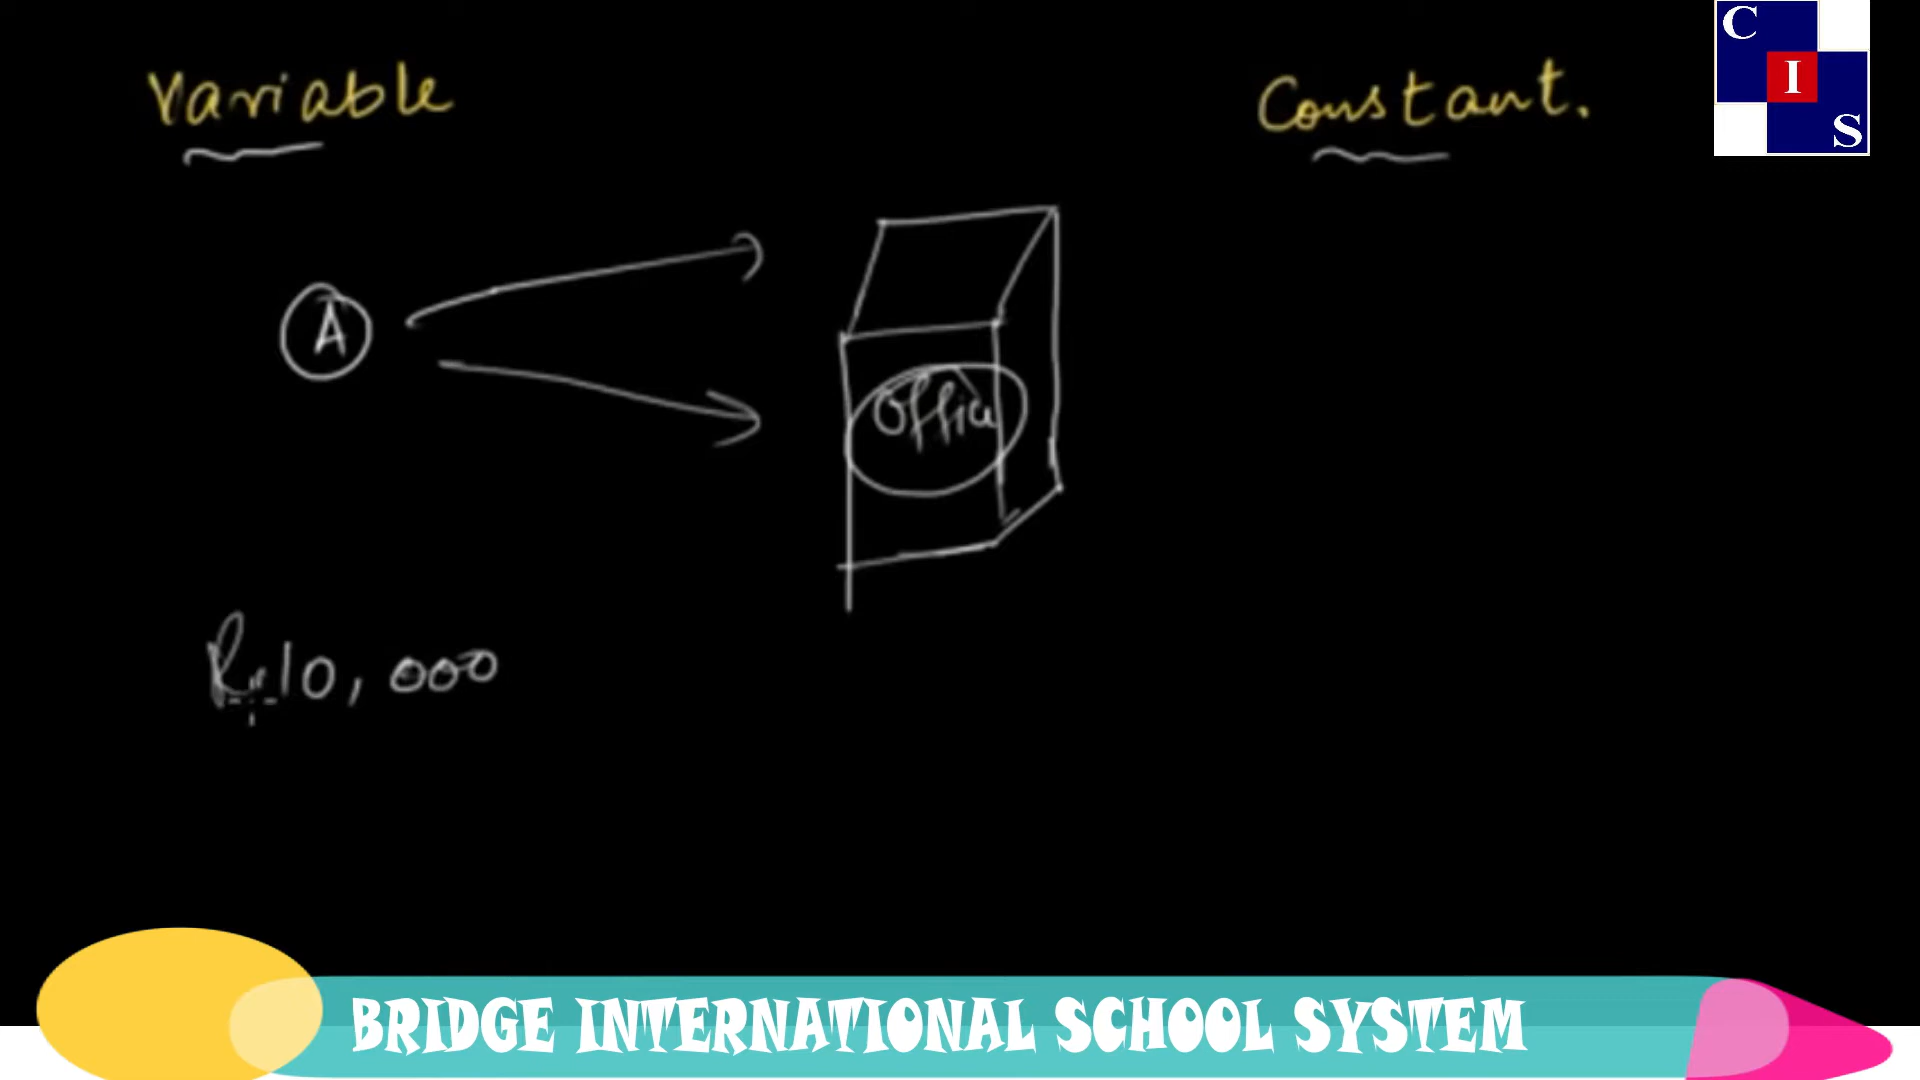 Variable
Constant.
C
I
S
A
Office
Rs 10,000
BRIDGE INTERNATIONAL SCHOOL SYSTEM